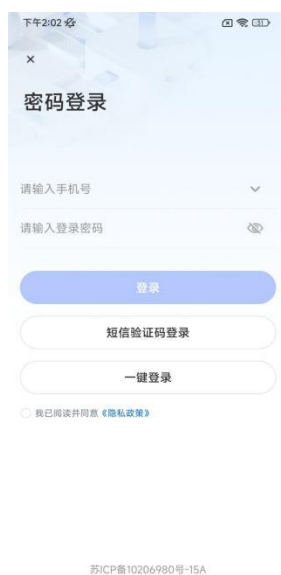 下午2:02
31
密码登录
请输入手机号
请输入登录密码
登录
短信验证码登录
一键登录
我已阅读并同意《隐私政策》
苏ICP备10206980号-15A